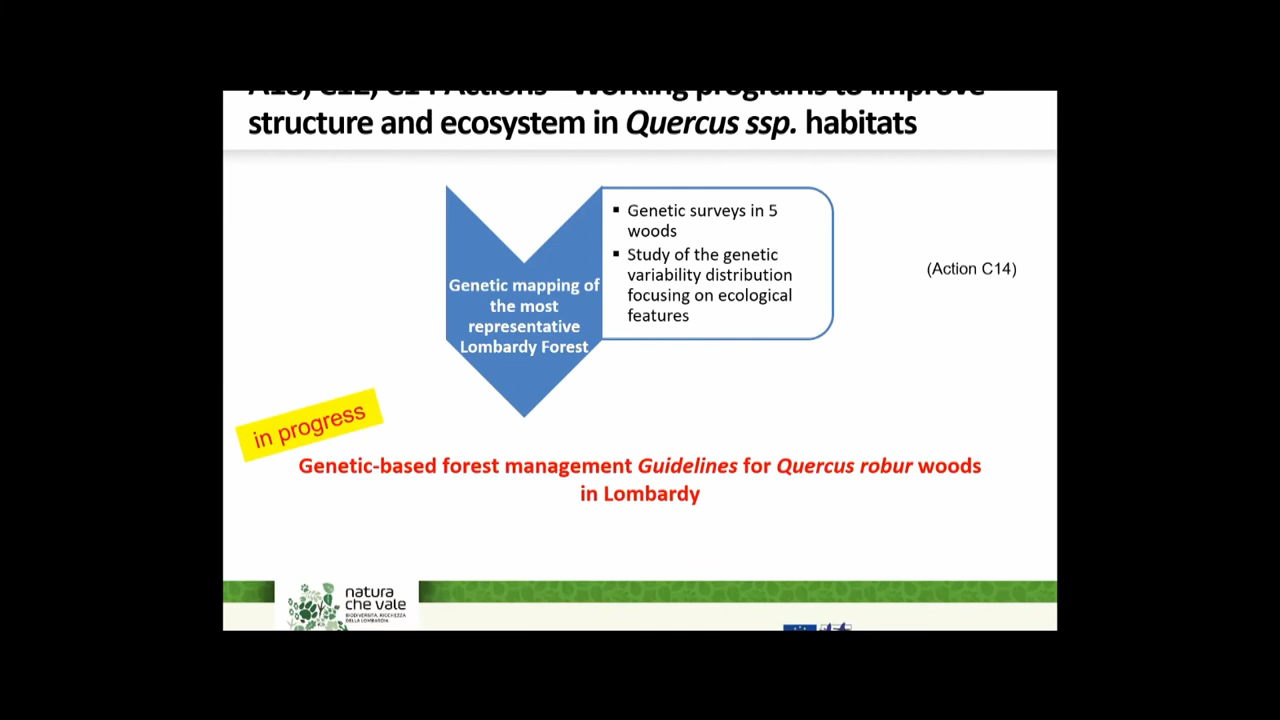 A18, C12, C14 Actions - Working programs to improve
structure and ecosystem in Quercus ssp. habitats
Genetic mapping of
the most
representative
Lombardy Forest
▪ Genetic surveys in 5
woods
▪ Study of the genetic
variability distribution
focusing on ecological
features
(Action C14)
in progress
Genetic-based forest management Guidelines for Quercus robur woods
in Lombardy
natura
che vale
BIODIVERSITÀ, RICCHEZZA
DELLA LOMBARDIA